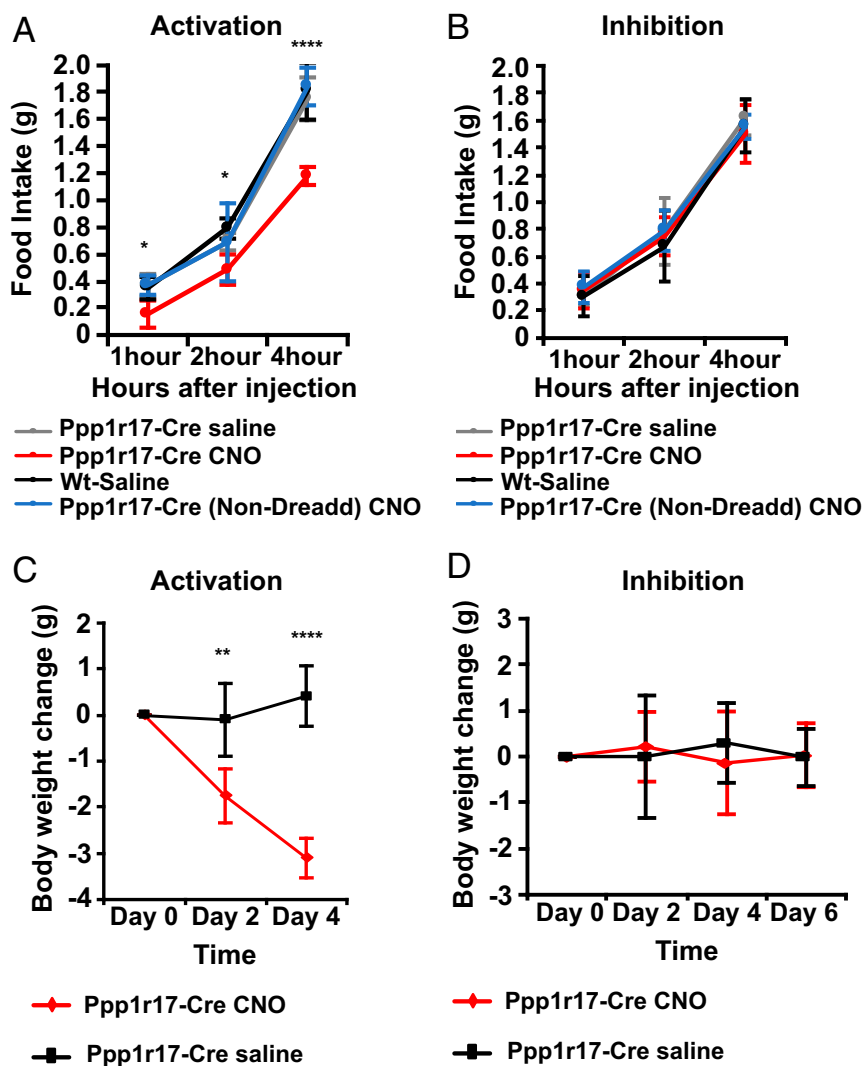 A
Activation
****
2.0
1.8
1.6
1.4
1.2
1.0
0.8
0.6
0.4
0.2
0
*
*
Food Intake (g)
1hour 2hour 4hour
Hours after injection
Ppp1r17-Cre saline
Ppp1r17-Cre CNO
Wt-Saline
Ppp1r17-Cre (Non-Dreadd) CNO
B
Inhibition
2.0
1.8
1.6
1.4
1.2
1.0
0.8
0.6
0.4
0.2
0
Food Intake (g)
1hour 2hour 4hour
Hours after injection
Ppp1r17-Cre saline
Ppp1r17-Cre CNO
Wt-Saline
Ppp1r17-Cre (Non-Dreadd) CNO
C
Activation
2
1
0
-1
-2
-3
-4
**
****
Body weight change (g)
Day 0 Day 2 Day 4
Time
Ppp1r17-Cre CNO
Ppp1r17-Cre saline
D
Inhibition
3
2
1
0
-1
-2
-3
Body weight change (g)
Day 0 Day 2 Day 4 Day 6
Time
Ppp1r17-Cre CNO
Ppp1r17-Cre saline